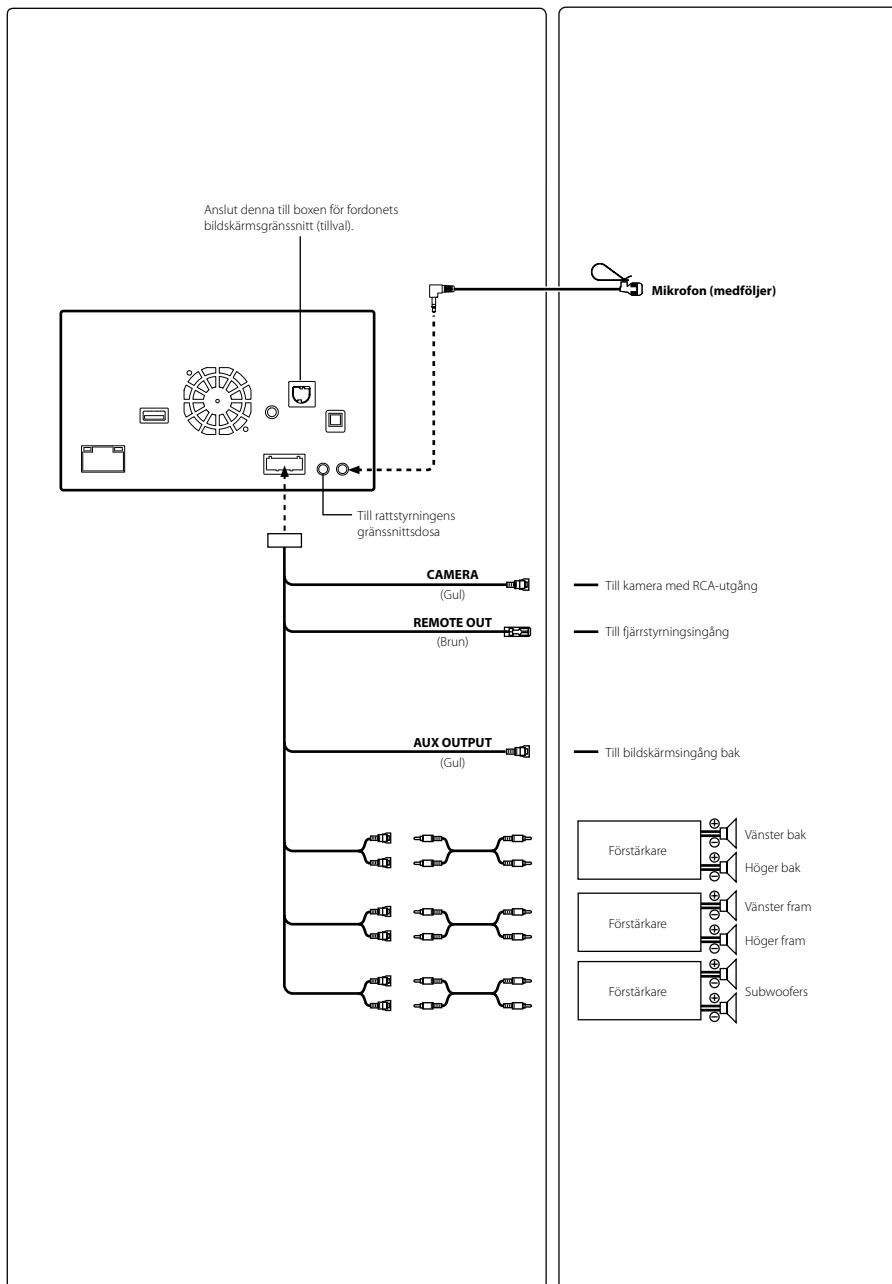 Anslut denna till boxen för fordonets
bildskärmsgränssnitt (tillval).
Mikrofon (medföljer)
Till rattstyrningens
gränssnittsdosa
CAMERA
(Gul)
Till kamera med RCA-utgång
REMOTE OUT
(Brun)
Till fjärrstyrningsingång
AUX OUTPUT
(Gul)
Till bildskärmsingång bak
Förstärkare
Vänster bak
Höger bak
Förstärkare
Vänster fram
Höger fram
Förstärkare
Subwoofers